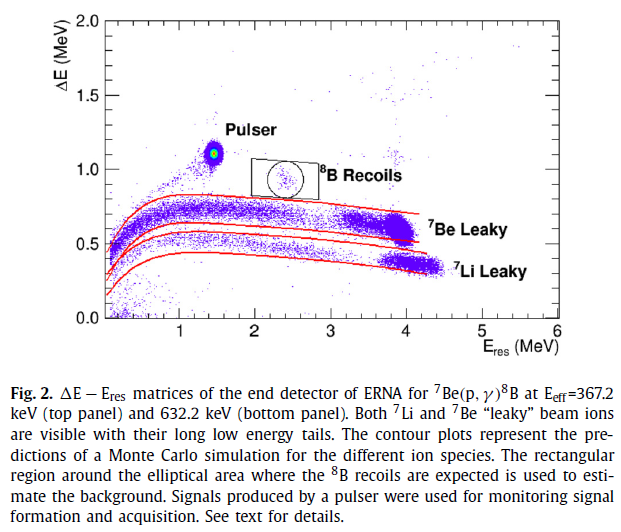 ΔE (MeV)
2.0
1.5
1.0
0.5
0.0
Pulser
⁸B Recoils
⁷Be Leaky
⁷Li Leaky
1 2 3 4 5 6
E_res (MeV)
Fig. 2. ΔE − E_res matrices of the end detector of ERNA for ⁷Be(p, γ)⁸B at E_eff=367.2
keV (top panel) and 632.2 keV (bottom panel). Both ⁷Li and ⁷Be “leaky” beam ions
are visible with their long low energy tails. The contour plots represent the pre-
dictions of a Monte Carlo simulation for the different ion species. The rectangular
region around the elliptical area where the ⁸B recoils are expected is used to esti-
mate the background. Signals produced by a pulser were used for monitoring signal
formation and acquisition. See text for details.